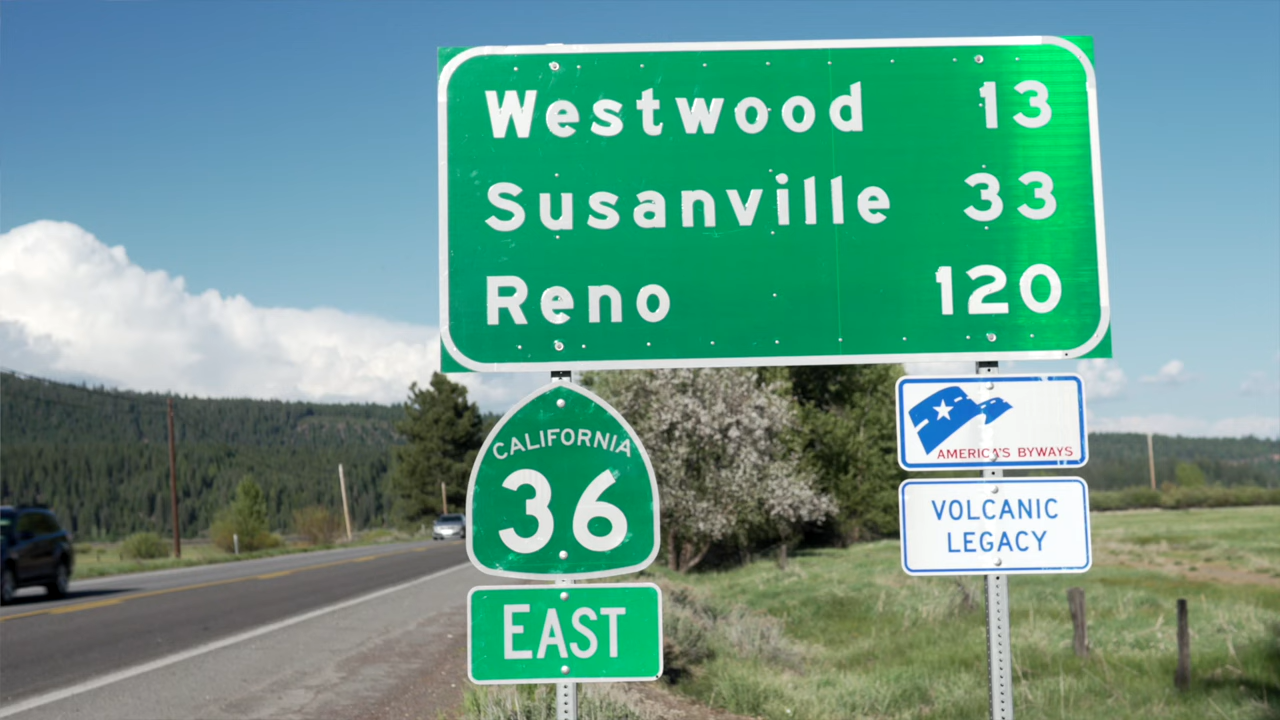 Westwood 13
Susanville 33
Reno 120
CALIFORNIA
36
EAST
AMERICA'S BYWAYS
VOLCANIC
LEGACY